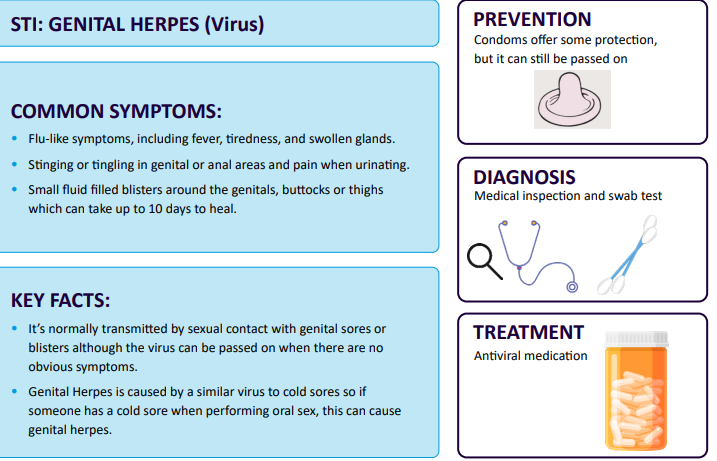 STI: GENITAL HERPES (Virus)
COMMON SYMPTOMS:
• Flu-like symptoms, including fever, tiredness, and swollen glands.
• Stinging or tingling in genital or anal areas and pain when urinating.
• Small fluid filled blisters around the genitals, buttocks or thighs
which can take up to 10 days to heal.
KEY FACTS:
• It’s normally transmitted by sexual contact with genital sores or
blisters although the virus can be passed on when there are no
obvious symptoms.
• Genital Herpes is caused by a similar virus to cold sores so if
someone has a cold sore when performing oral sex, this can cause
genital herpes.
PREVENTION
Condoms offer some protection,
but it can still be passed on
DIAGNOSIS
Medical inspection and swab test
TREATMENT
Antiviral medication